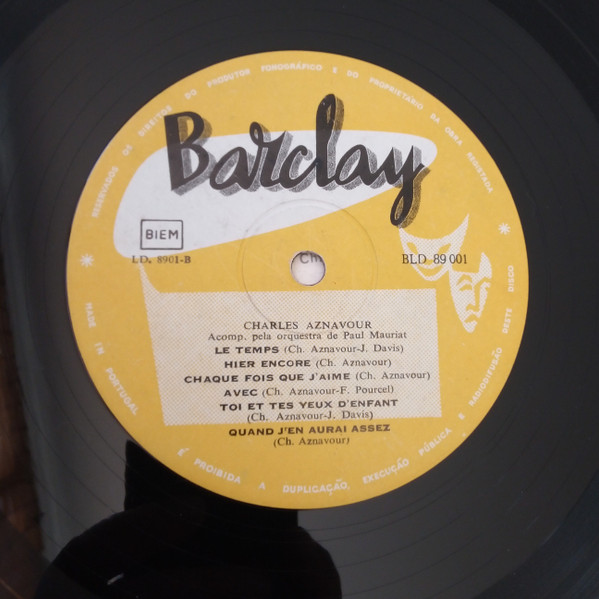 RESERVADOS OS DIREITOS DO PRODUTOR FONOGRÁFICO E DO PROPRIETÁRIO DA OBRA REGISTADA
Barclay
BIEM
LD. 8901-B
Ch
BLD 89 001
CHARLES AZNAVOUR
Acomp. pela orquestra de Paul Mauriat
LE TEMPS (Ch. Aznavour-J. Davis)
HIER ENCORE (Ch. Aznavour)
CHAQUE FOIS QUE J'AIME (Ch. Aznavour)
AVEC (Ch. Aznavour-F. Pourcel)
TOI ET TES YEUX D'ENFANT
(Ch. Aznavour-J. Davis)
QUAND J'EN AURAI ASSEZ
(Ch. Aznavour)
MADE IN PORTUGAL
É PROIBIDA A DUPLICAÇÃO, EXECUÇÃO PÚBLICA E RADIODIFUSÃO DESTE DISCO